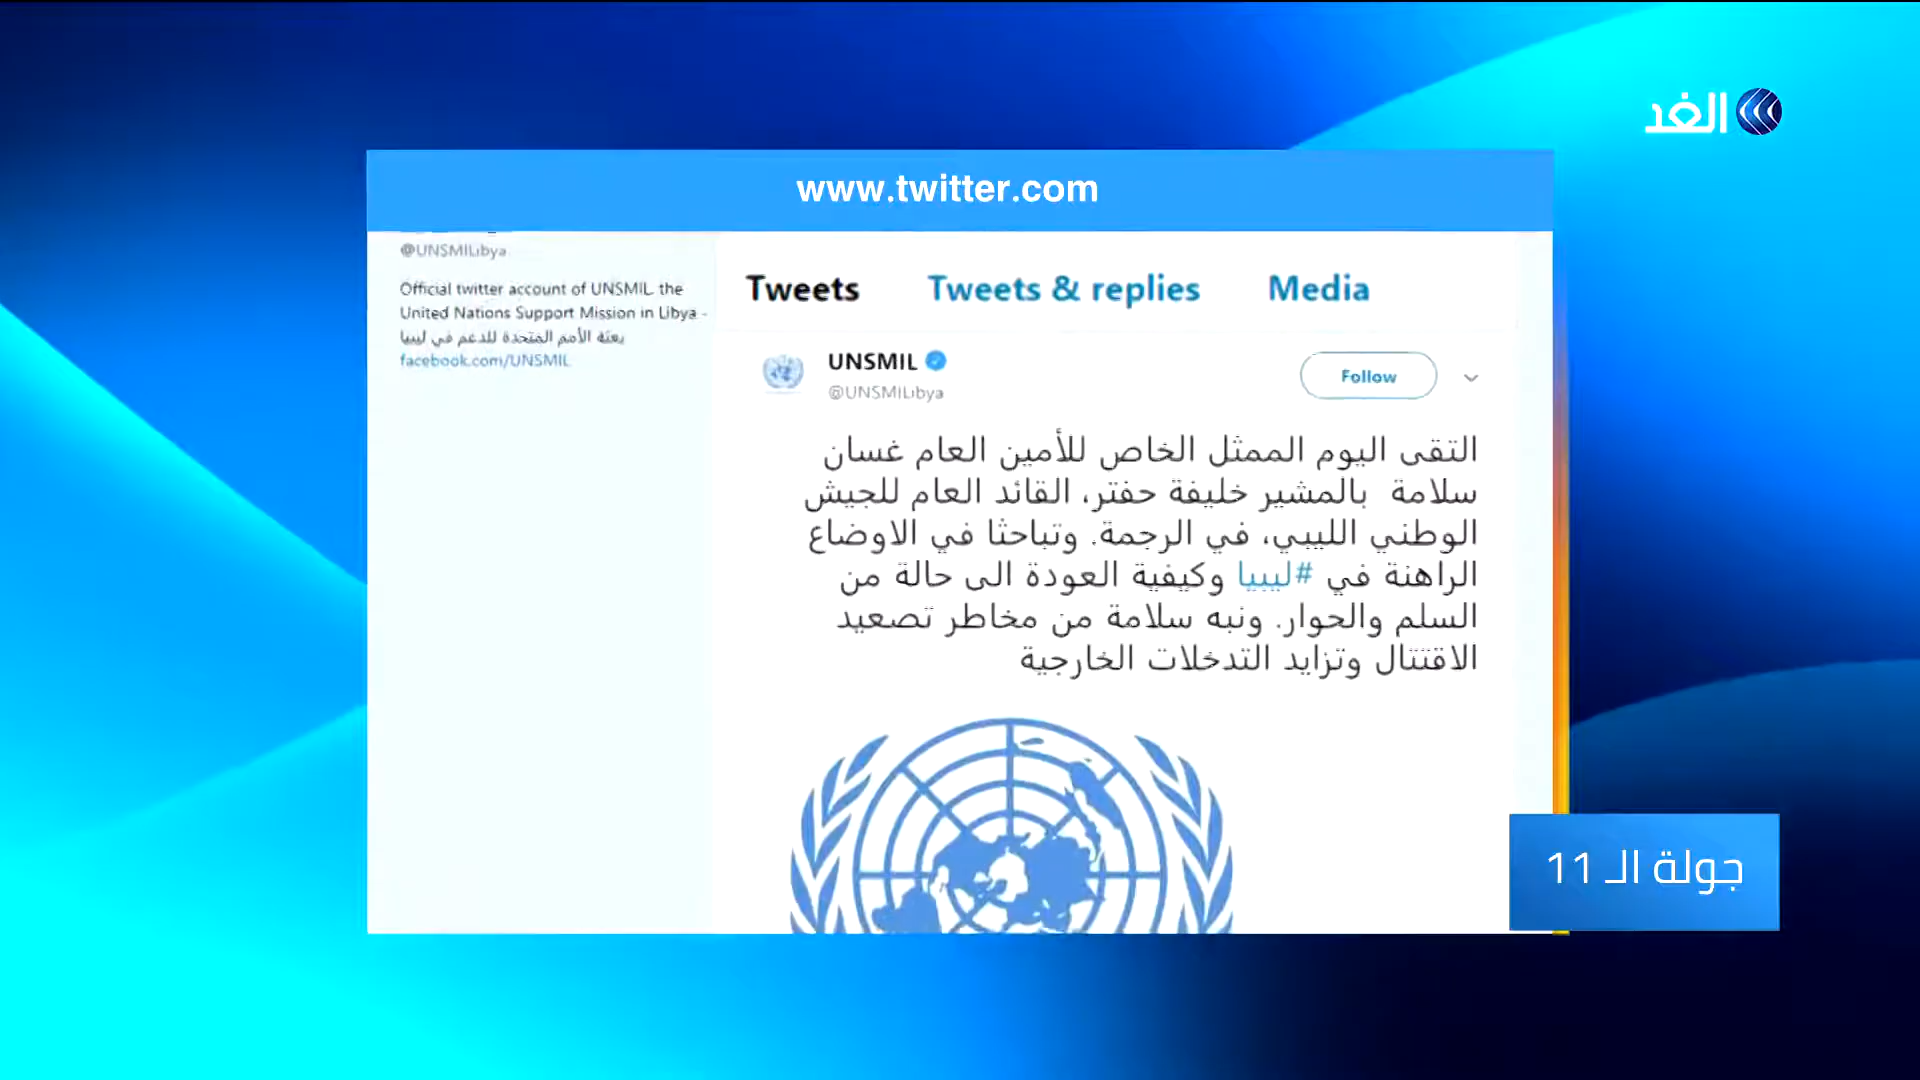 الغد
www.twitter.com
@UNSMILibya
Official twitter account of UNSMIL the
United Nations Support Mission in Libya -
بعثة الأمم المتحدة للدعم في ليبيا
facebook.com/UNSMIL
Tweets Tweets & replies Media
UNSMIL
@UNSMILibya
Follow
التقى اليوم الممثل الخاص للأمين العام غسان
سلامة بالمشير خليفة حفتر، القائد العام للجيش
الوطني الليبي، في الرجمة. وتباحثا في الاوضاع
الراهنة في #ليبيا وكيفية العودة الى حالة من
السلم والحوار. ونبه سلامة من مخاطر تصعيد
الاقتتال وتزايد التدخلات الخارجية
جولة الـ 11